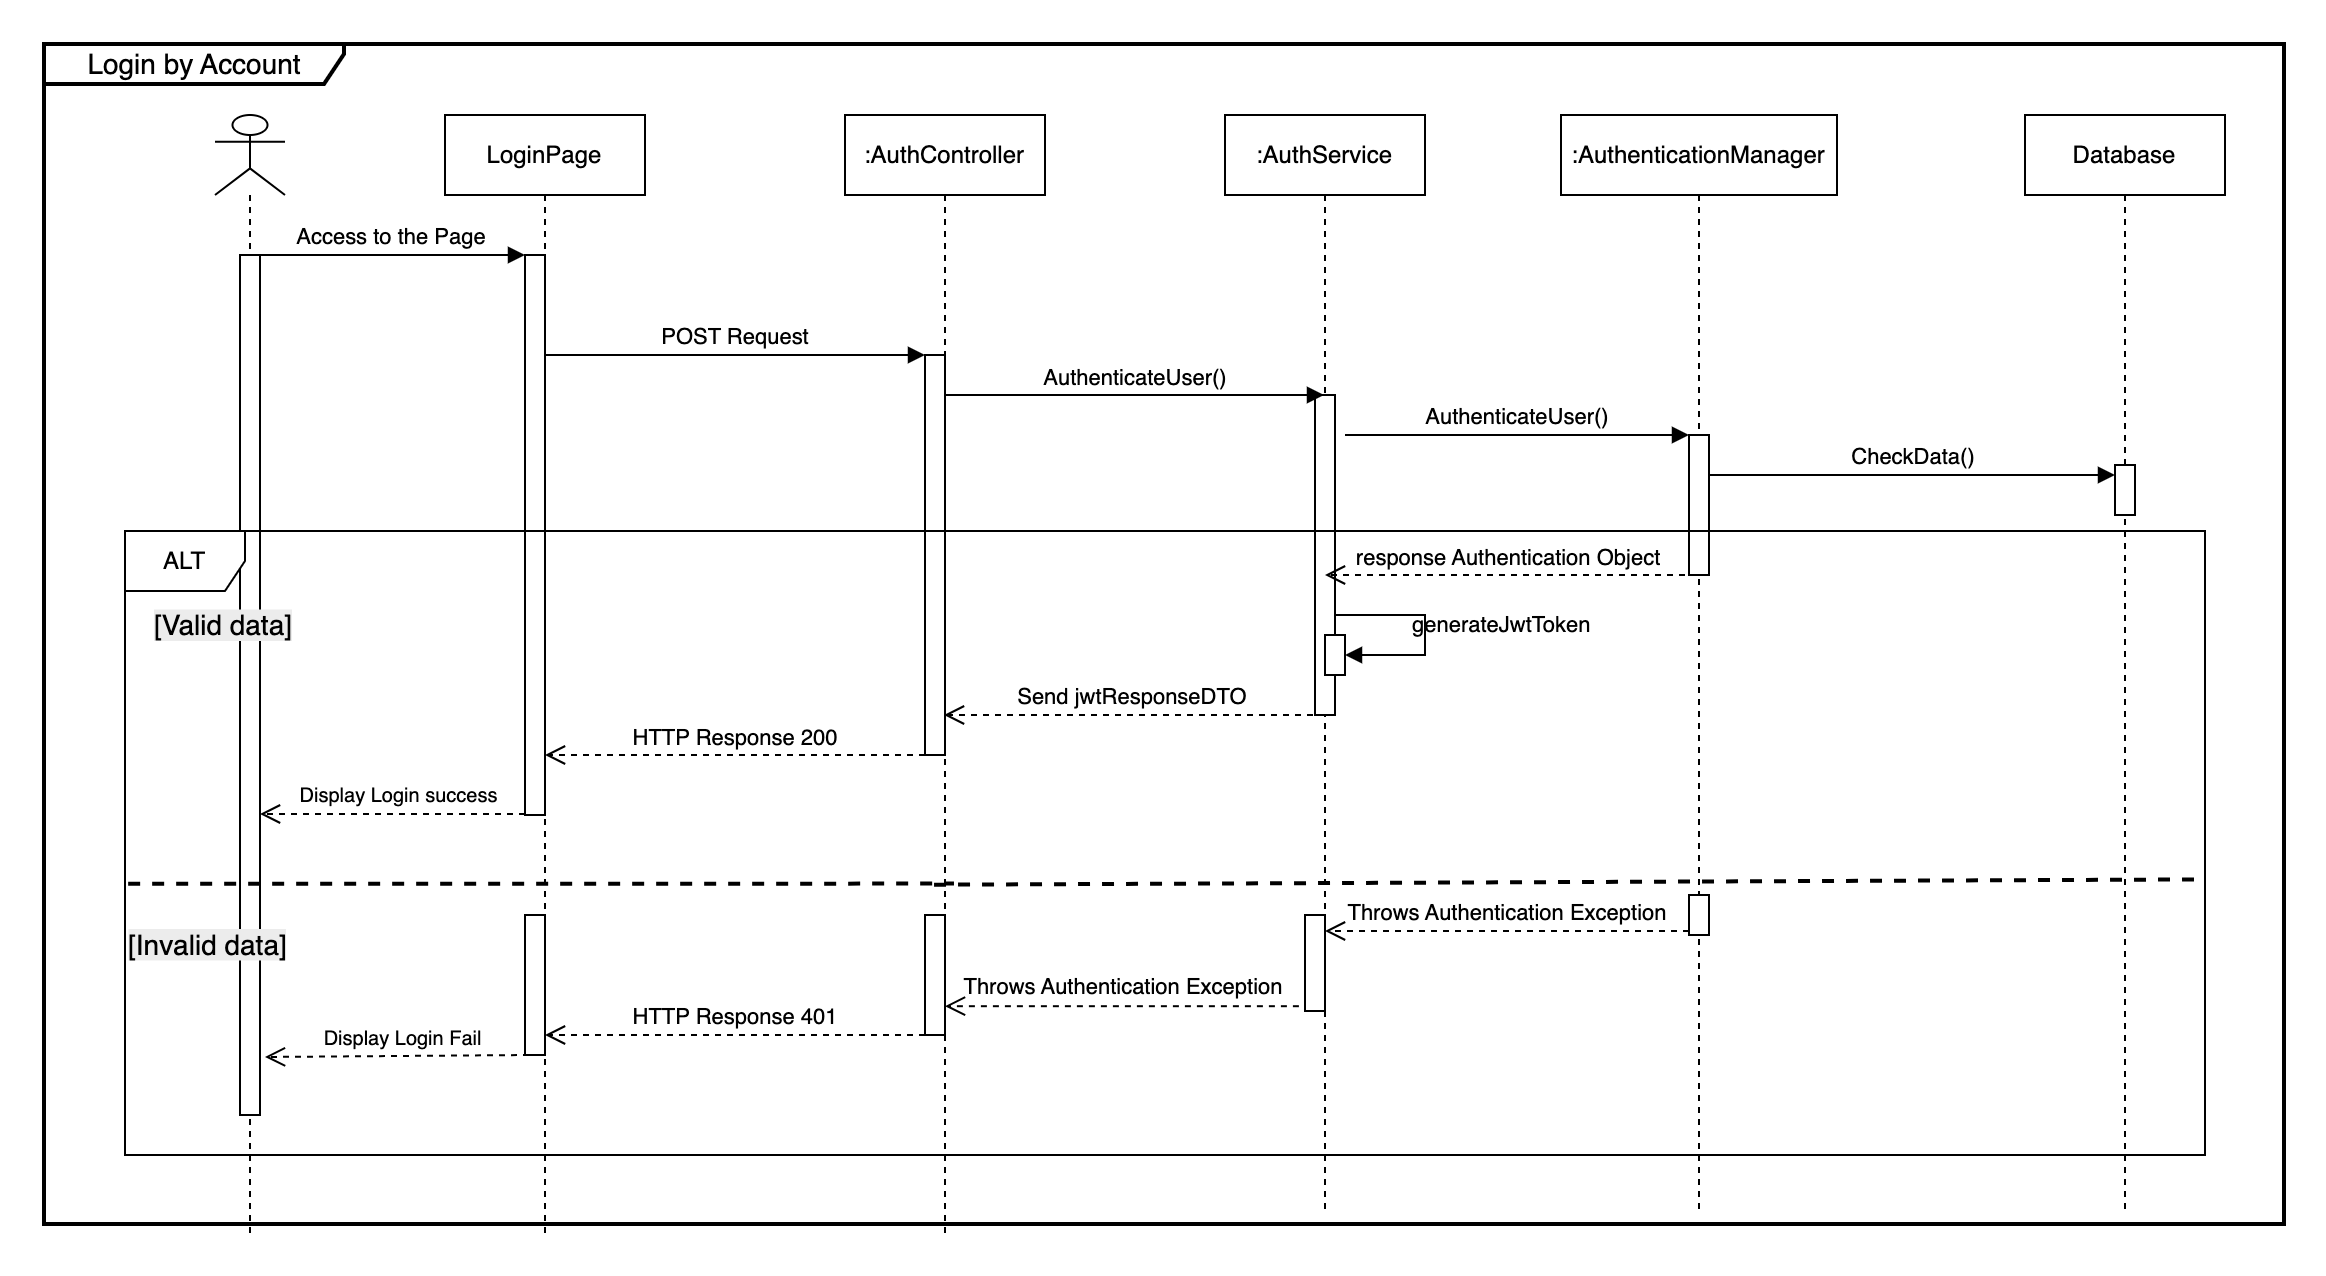 Login by Account
LoginPage
:AuthController
:AuthService
:AuthenticationManager
Database
Access to the Page
POST Request
AuthenticateUser()
AuthenticateUser()
CheckData()
ALT
response Authentication Object
[Valid data]
generateJwtToken
Send jwtResponseDTO
HTTP Response 200
Display Login success
Throws Authentication Exception
[Invalid data]
Throws Authentication Exception
HTTP Response 401
Display Login Fail